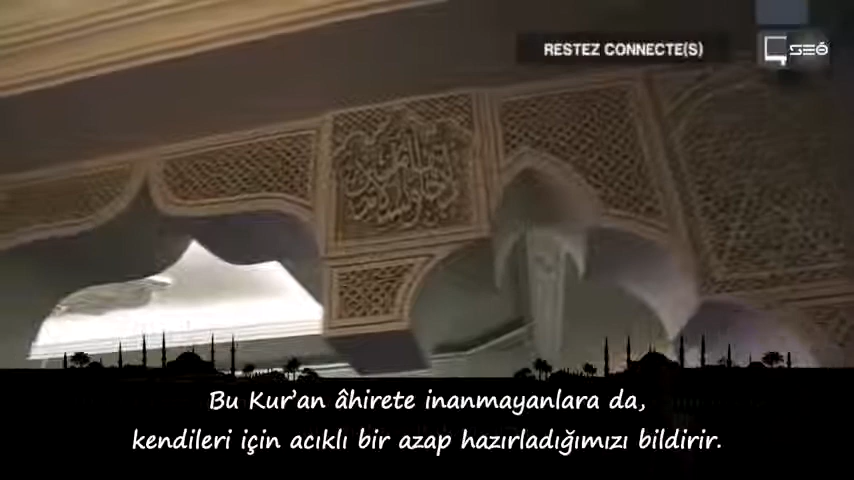 RESTEZ CONNECTE(S)
Bu Kur'an âhirete inanmayanlara da,
kendileri için acıklı bir azap hazırladığımızı bildirir.